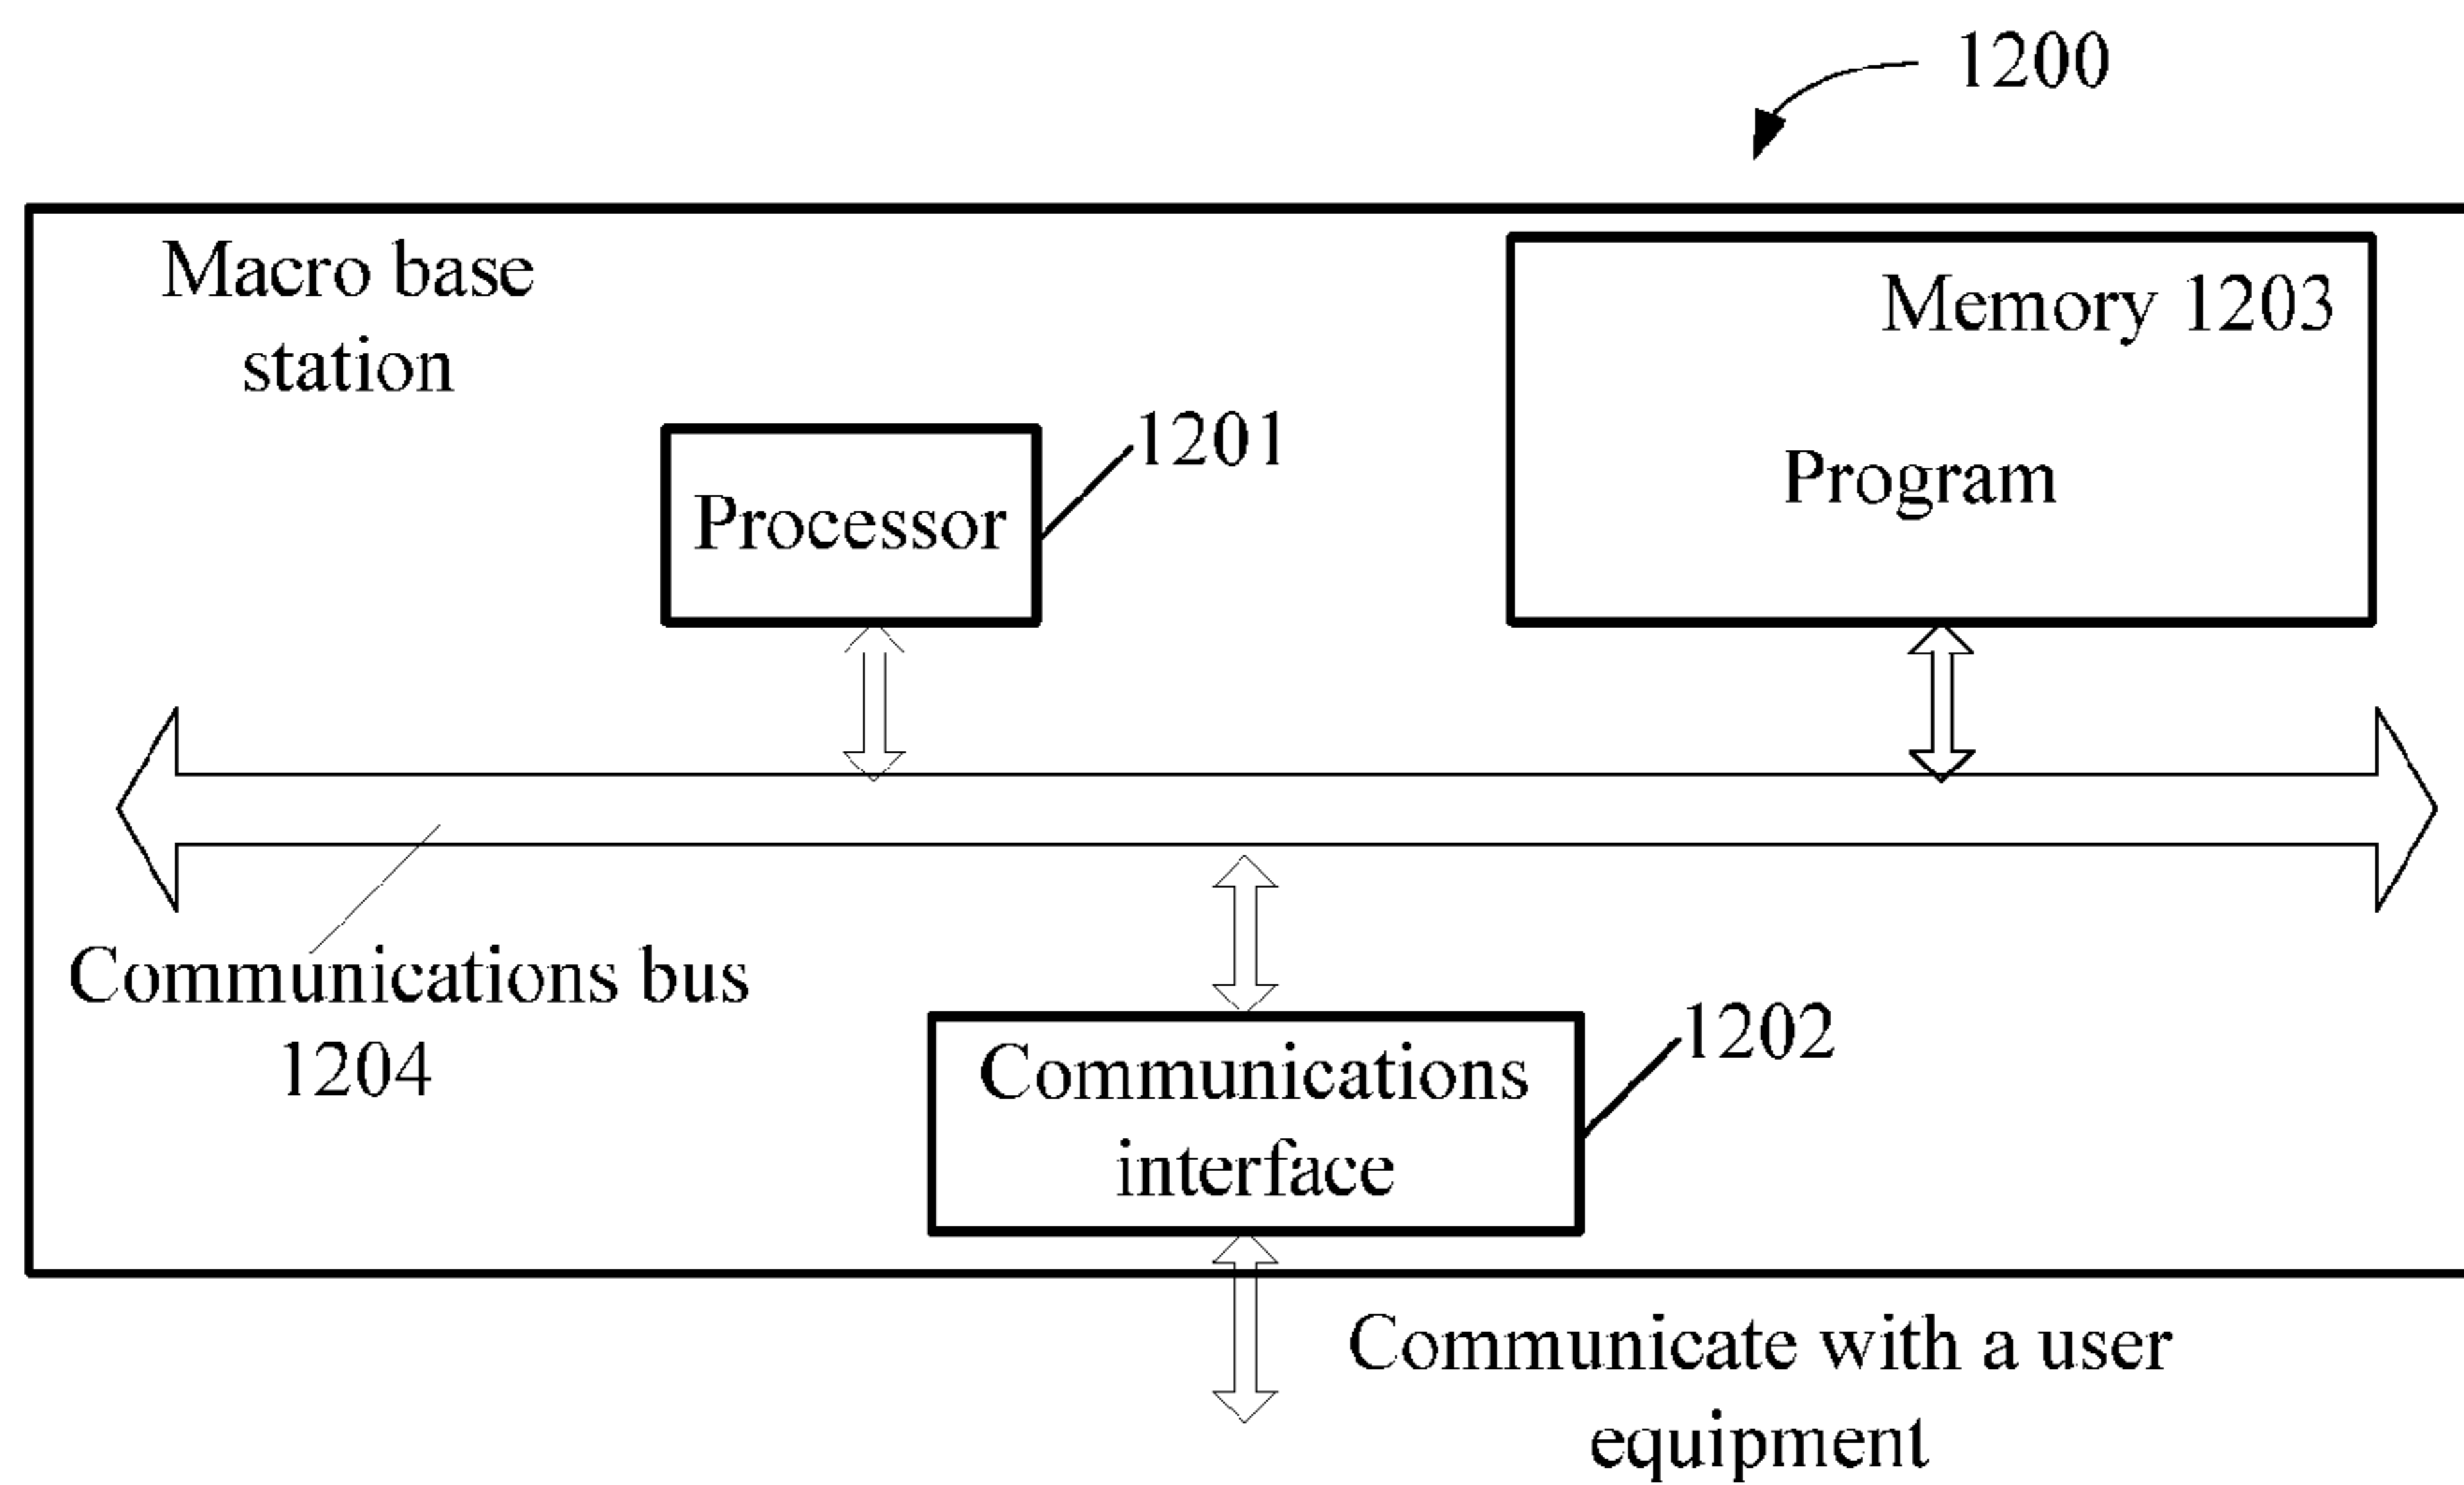 1200
Macro base
station
Memory 1203
Program
1201
Processor
Communications bus
1204
1202
Communications
interface
Communicate with a user
equipment